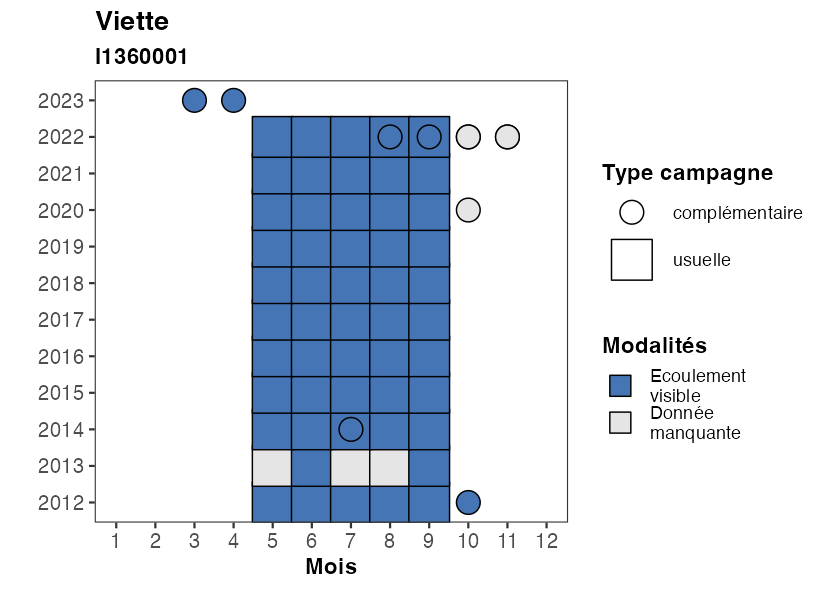 Viette
I1360001
2023
2022
2021
2020
2019
2018
2017
2016
2015
2014
2013
2012
1 2 3 4 5 6 7 8 9 10 11 12
Mois
Type campagne
complémentaire
usuelle
Modalités
Ecoulement
visible
Donnée
manquante